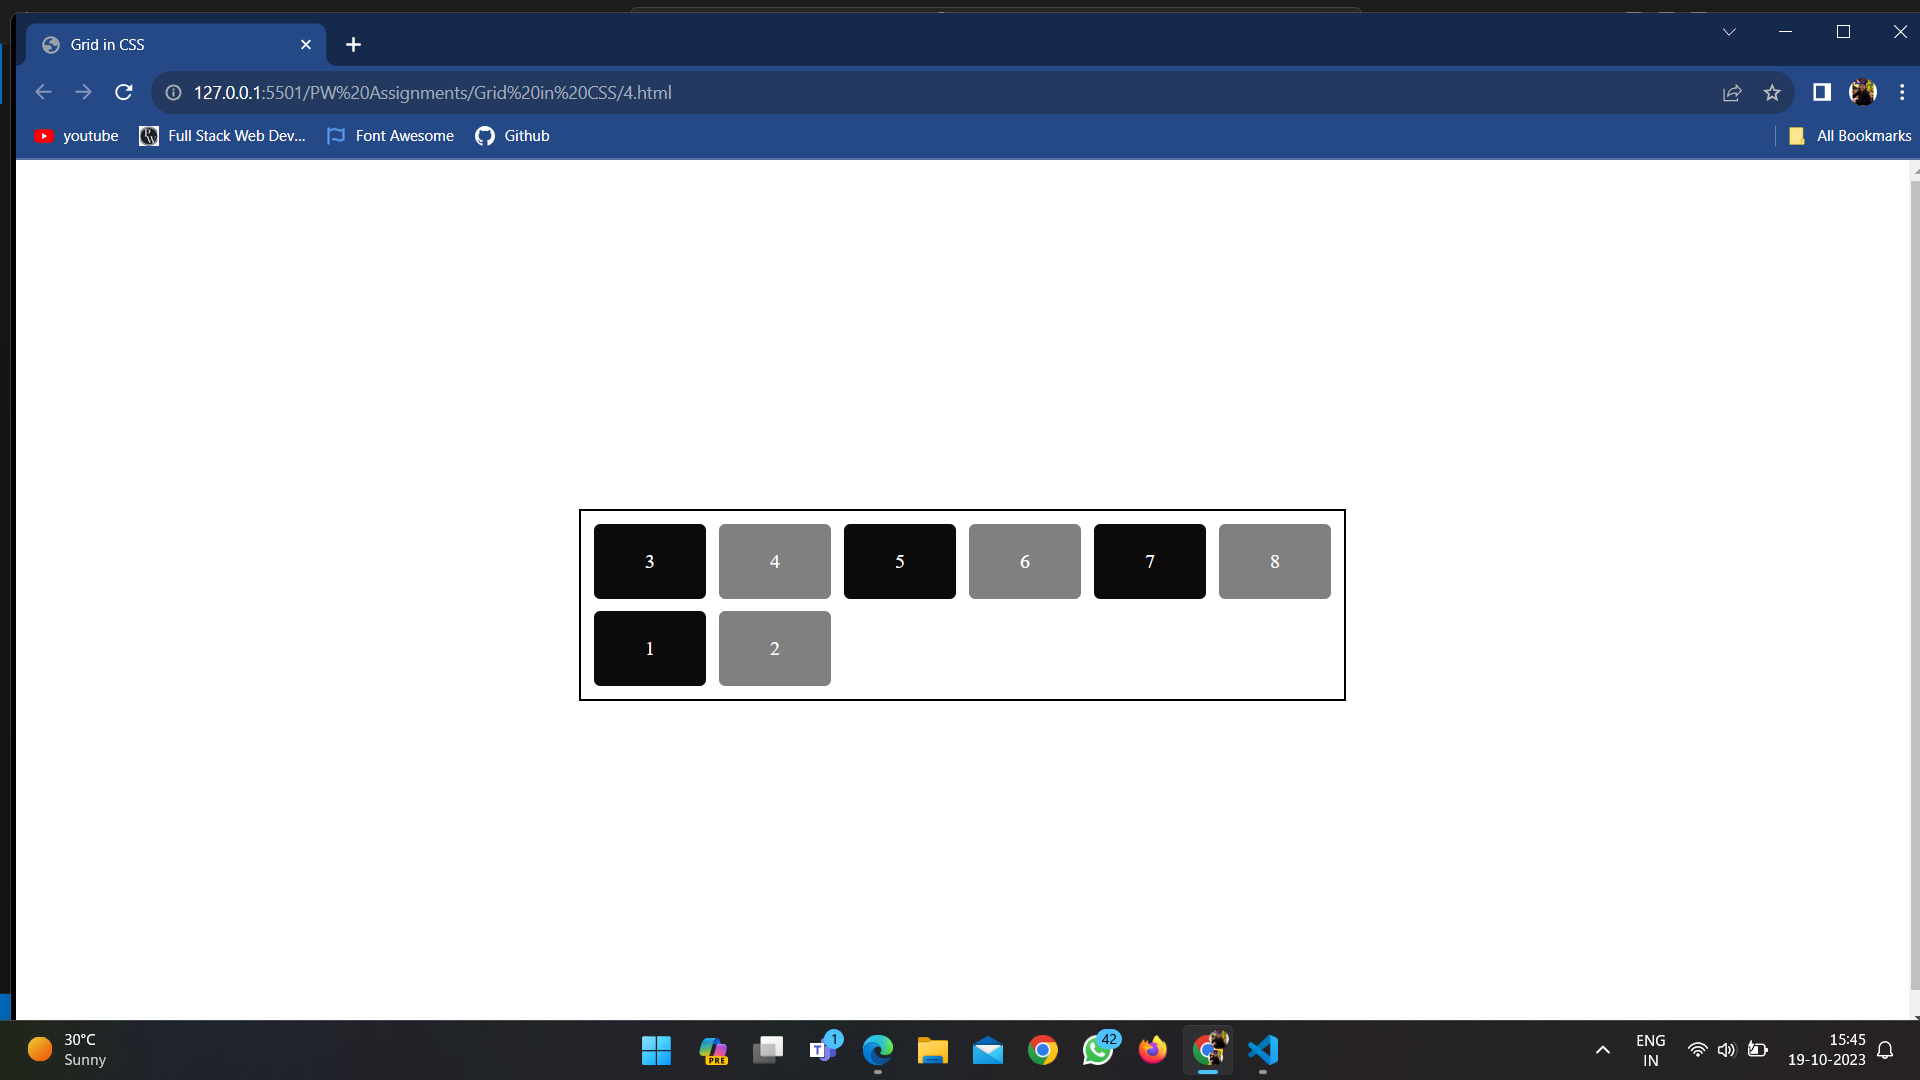 Grid in CSS
127.0.0.1:5501/PW%20Assignments/Grid%20in%20CSS/4.html
youtube Full Stack Web Dev... Font Awesome Github All Bookmarks
3 4 5 6 7 8
1 2
30°C
Sunny
PRE
T 1
42
ENG
IN
15:45
19-10-2023